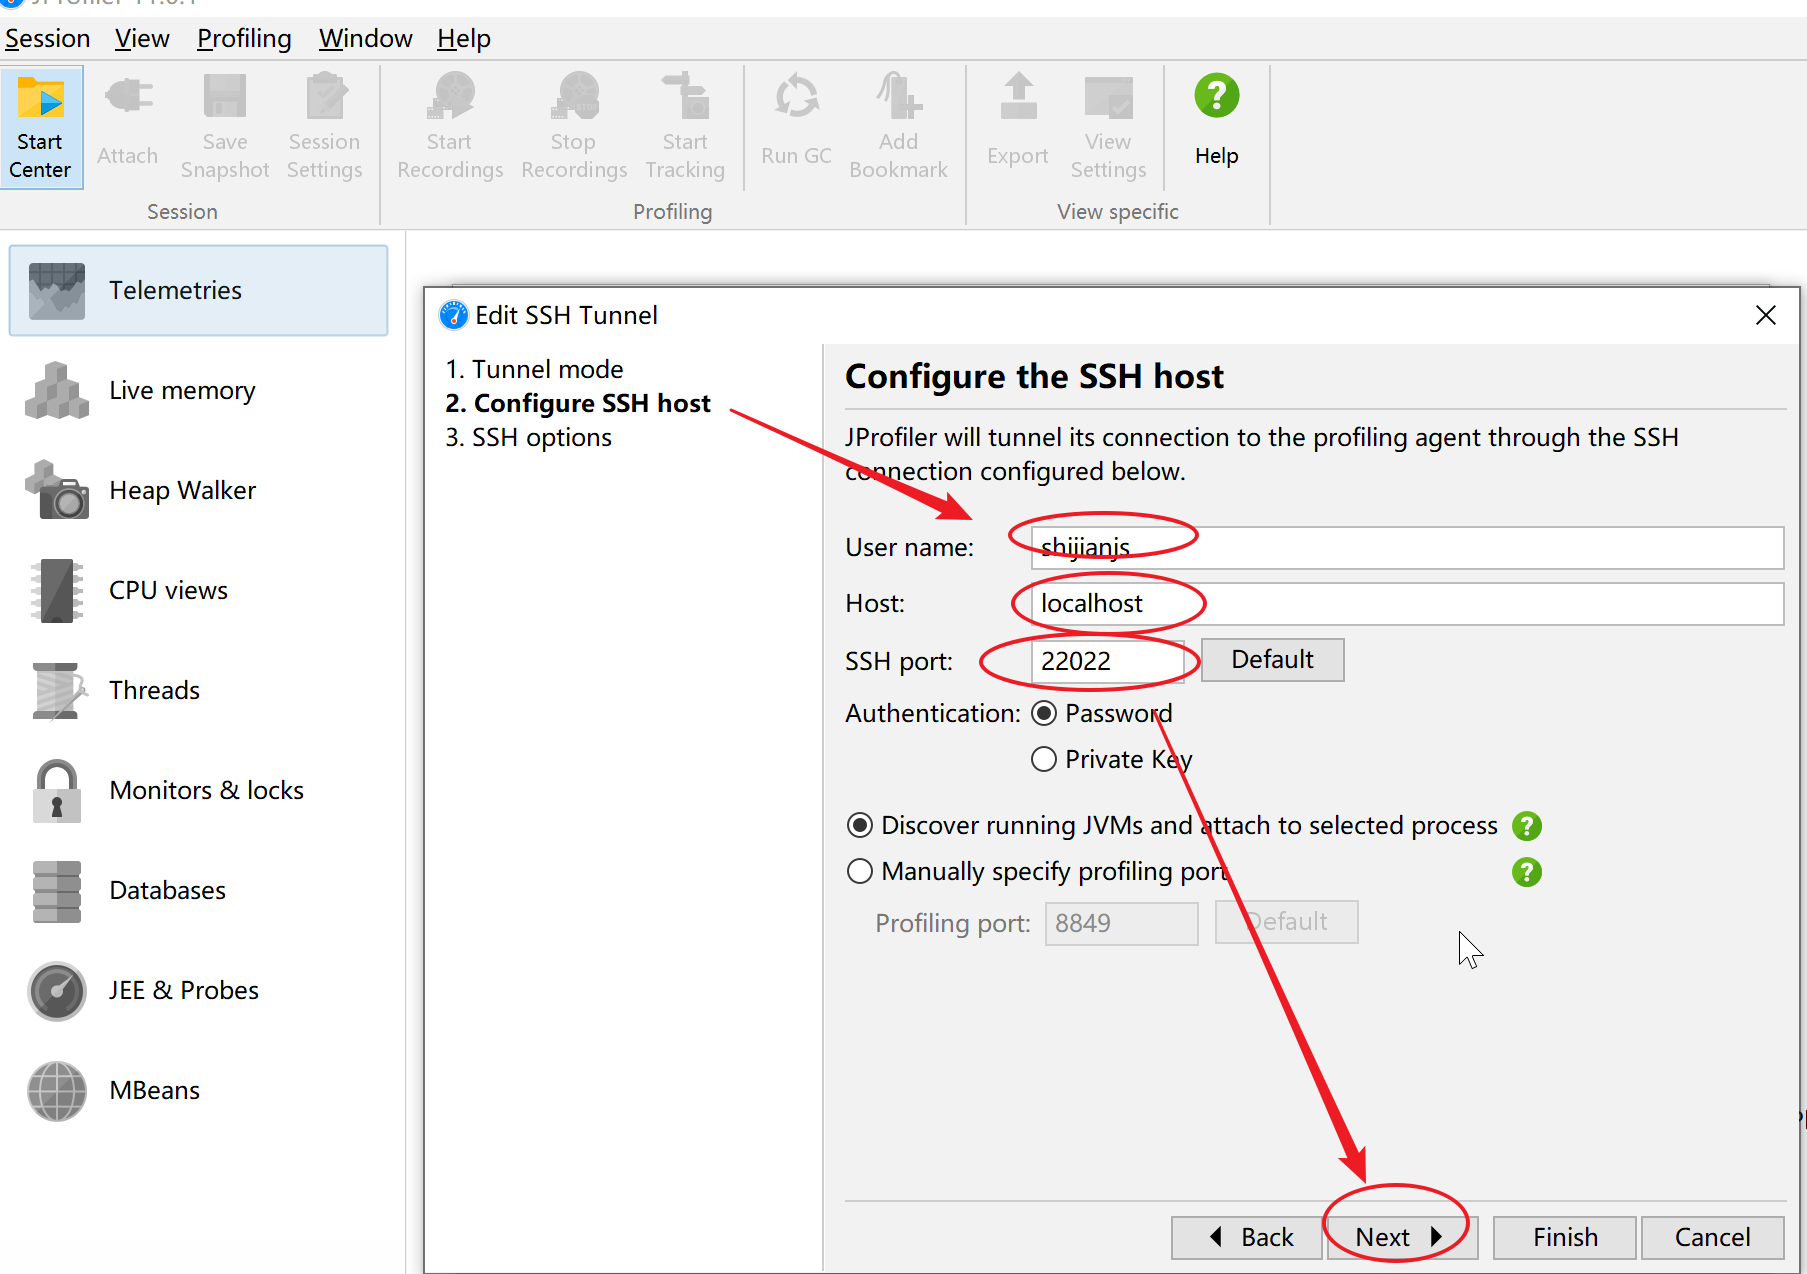 Session View Profiling Window Help
Start Center
Attach
Save Snapshot
Session Settings
Start Recordings
Stop Recordings
Start Tracking
Run GC
Add Bookmark
Export
View Settings
Help
Session
Profiling
View specific
Telemetries
Live memory
Heap Walker
CPU views
Threads
Monitors & locks
Databases
JEE & Probes
MBeans
Edit SSH Tunnel
1. Tunnel mode
2. Configure SSH host
3. SSH options
Configure the SSH host
JProfiler will tunnel its connection to the profiling agent through the SSH
connection configured below.
User name: shijianjs
Host: localhost
SSH port: 22022 Default
Authentication: Password
Private Key
Discover running JVMs and attach to selected process ?
Manually specify profiling port ?
Profiling port: 8849 Default
Back Next Finish Cancel